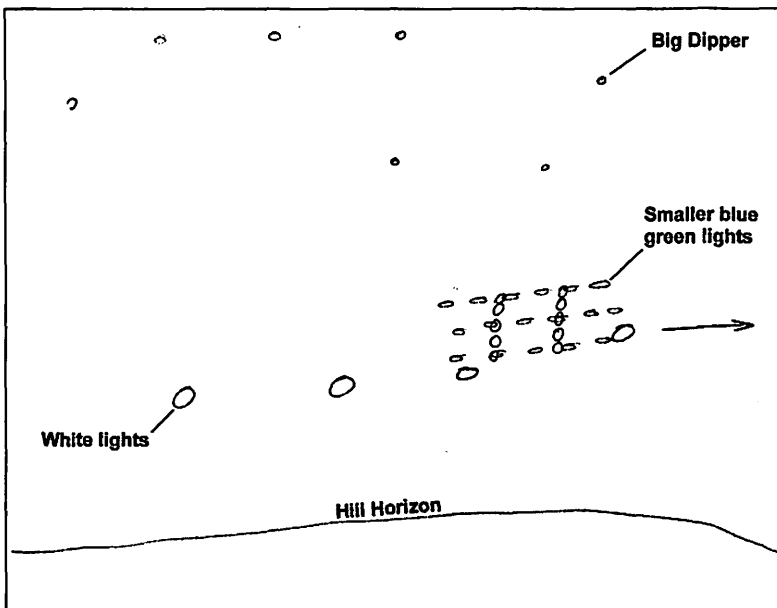 Big Dipper
Smaller blue
green lights
White lights
Hill Horizon